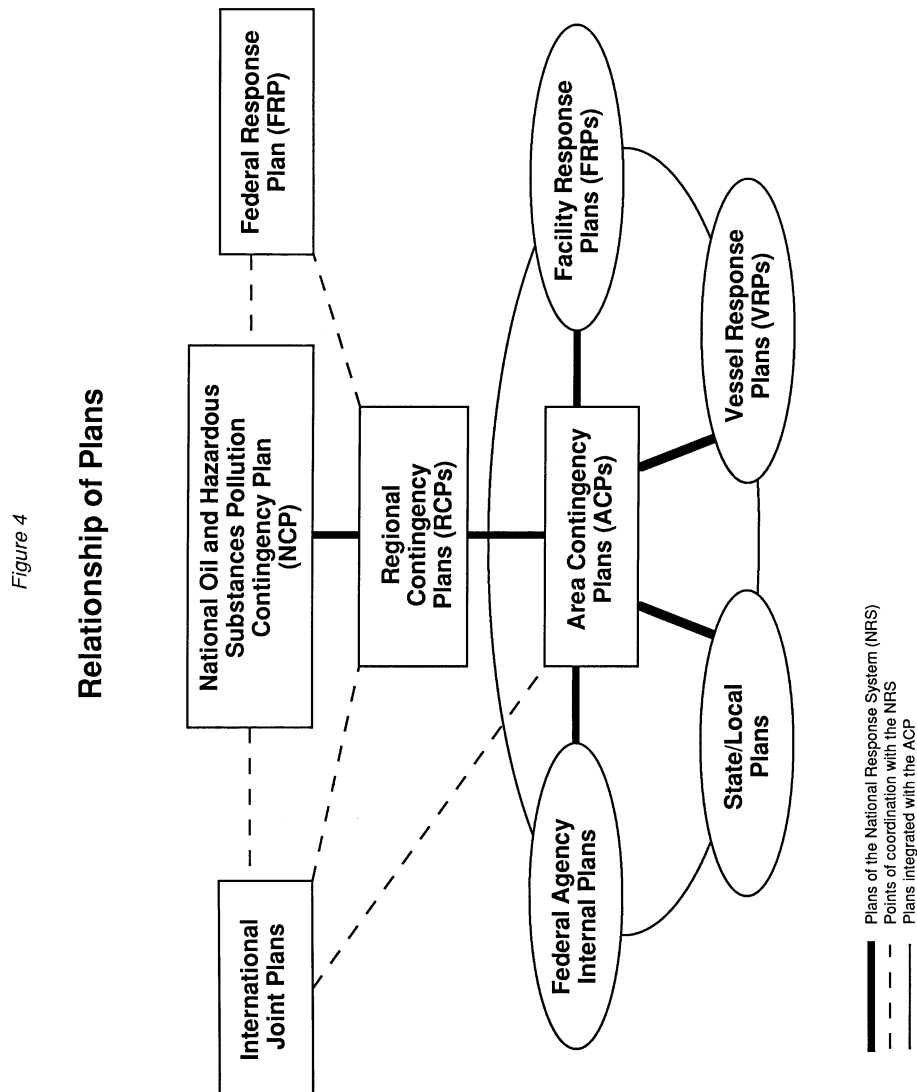 Figure 4
Relationship of Plans
International
Joint Plans
National Oil and Hazardous
Substances Pollution
Contingency Plan
(NCP)
Federal Response
Plan (FRP)
Regional
Contingency
Plans (RCPs)
Federal Agency
Internal Plans
Area Contingency
Plans (ACPs)
Facility Response
Plans (FRPs)
State/Local
Plans
Vessel Response
Plans (VRPs)
Plans of the National Response System (NRS)
Points of coordination with the NRS
Plans integrated with the ACP